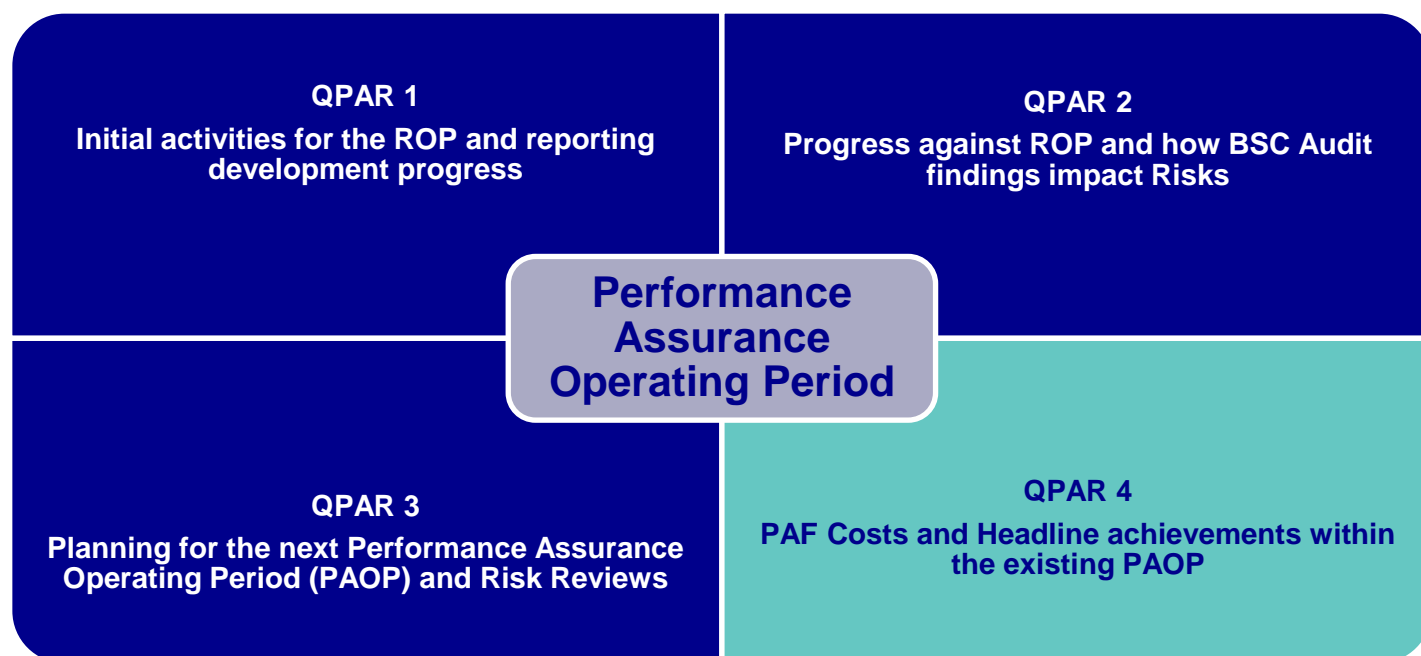 QPAR 1
Initial activities for the ROP and reporting
development progress
QPAR 2
Progress against ROP and how BSC Audit
findings impact Risks
Performance
Assurance
Operating Period
QPAR 3
Planning for the next Performance Assurance
Operating Period (PAOP) and Risk Reviews
QPAR 4
PAF Costs and Headline achievements within
the existing PAOP